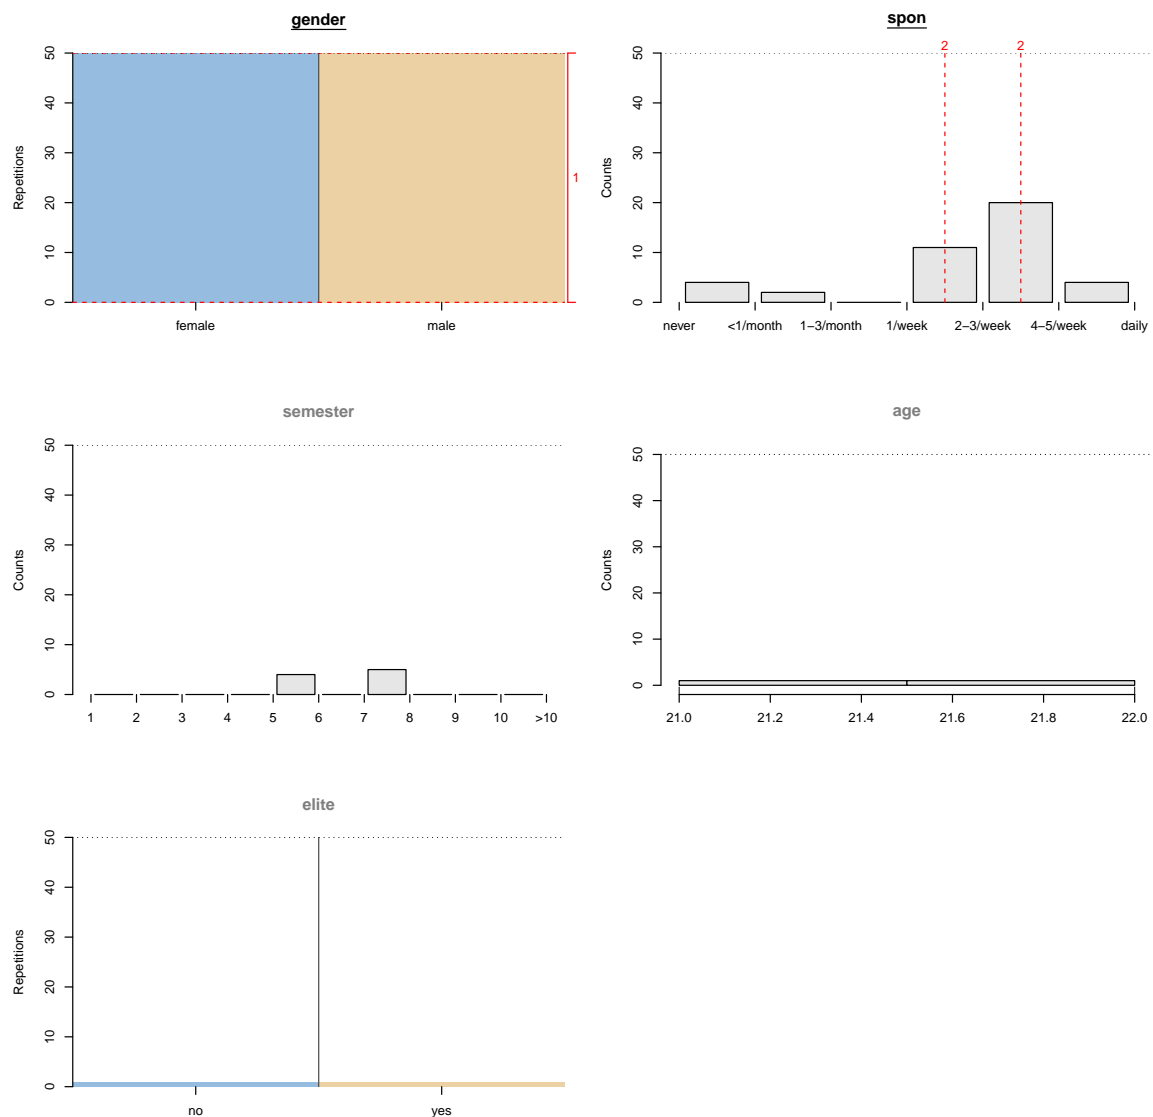 gender
50
40
30
20
10
0
Repetitions
female male
1
spon
50
40
30
20
10
0
Counts
2 2
never <1/month 1−3/month 1/week 2−3/week 4−5/week daily
semester
50
40
30
20
10
0
Counts
1 2 3 4 5 6 7 8 9 10 >10
age
50
40
30
20
10
0
Counts
21.0 21.2 21.4 21.6 21.8 22.0
elite
50
40
30
20
10
0
Repetitions
no yes